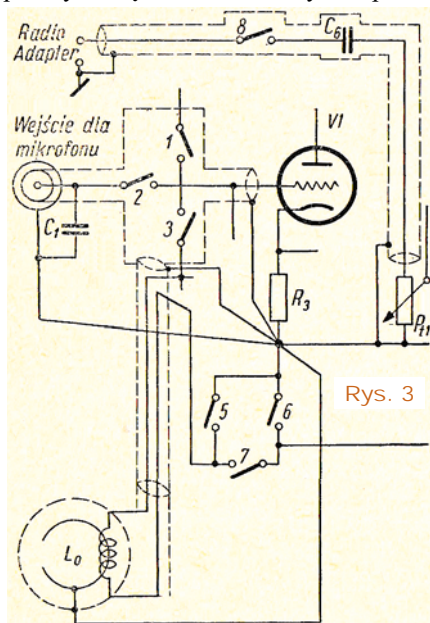 Radio
Adapter
8
C6
Wejście dla
mikrofonu
1
V1
2
C1
3
R3
Pt1
Rys. 3
5
6
7
L0